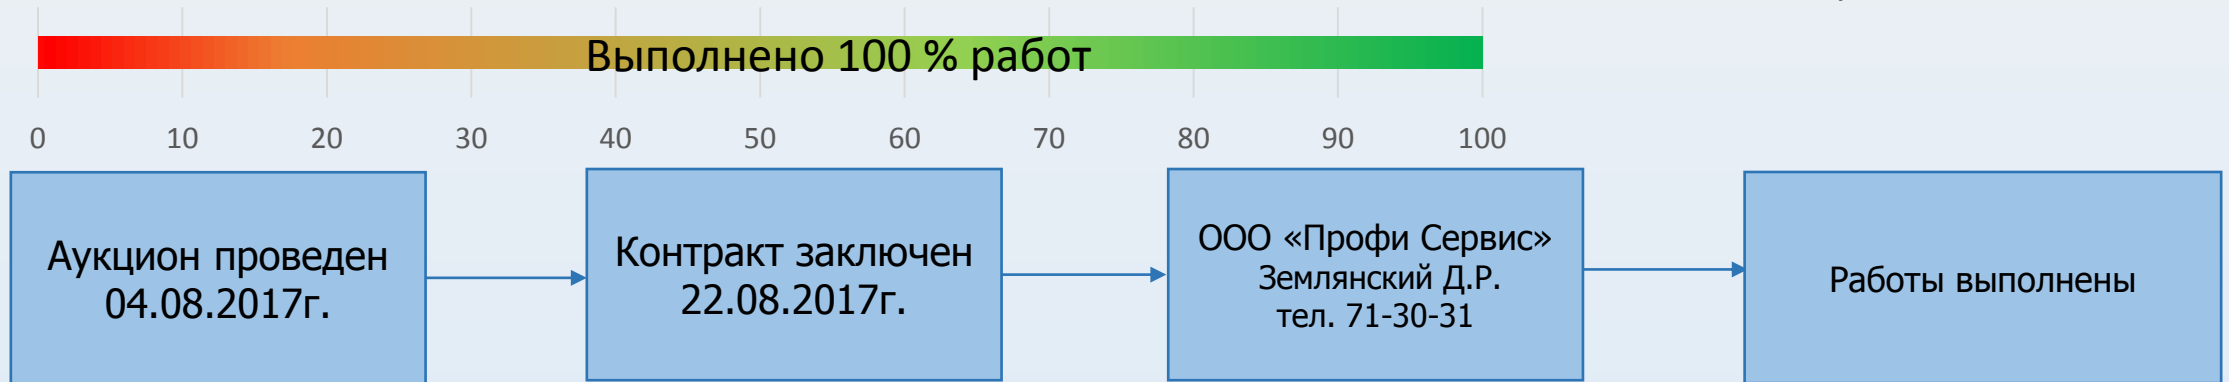 Выполнено 100 % работ
0 10 20 30 40 50 60 70 80 90 100
Аукцион проведен
04.08.2017г.
Контракт заключен
22.08.2017г.
ООО «Профи Сервис»
Землянский Д.Р.
тел. 71-30-31
Работы выполнены